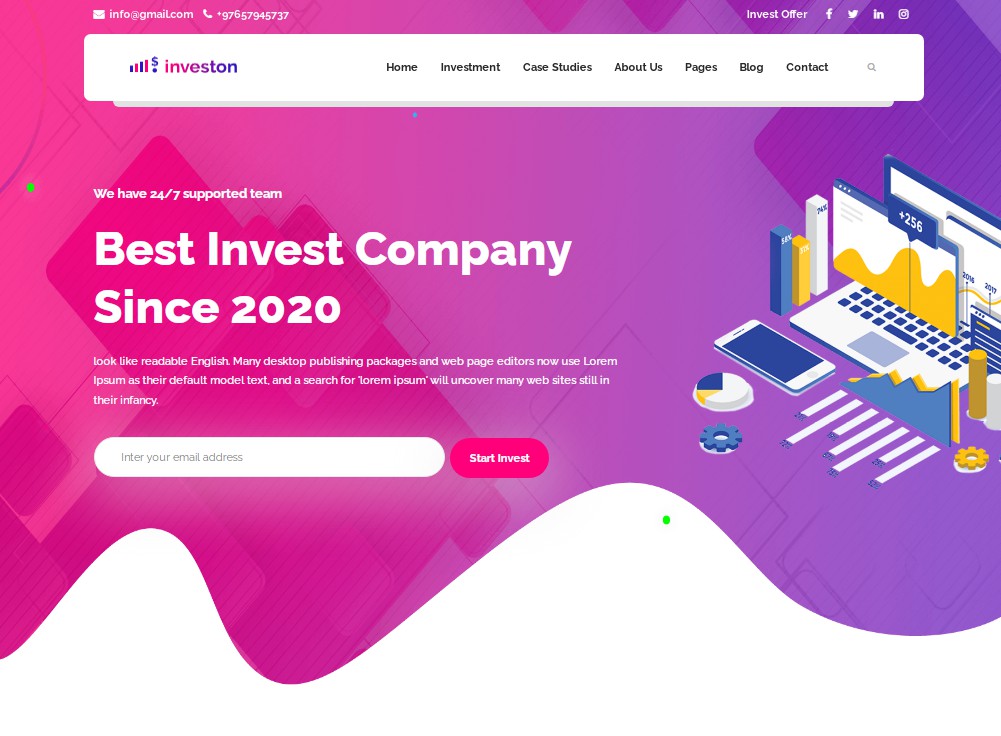 info@gmail.com +97657945737 Invest Offer
investon Home Investment Case Studies About Us Pages Blog Contact
We have 24/7 supported team
Best Invest Company
Since 2020
look like readable English. Many desktop publishing packages and web page editors now use Lorem
Ipsum as their default model text, and a search for 'lorem ipsum' will uncover many web sites still in
their infancy.
Enter your email address Start Invest
+256
2016 2017